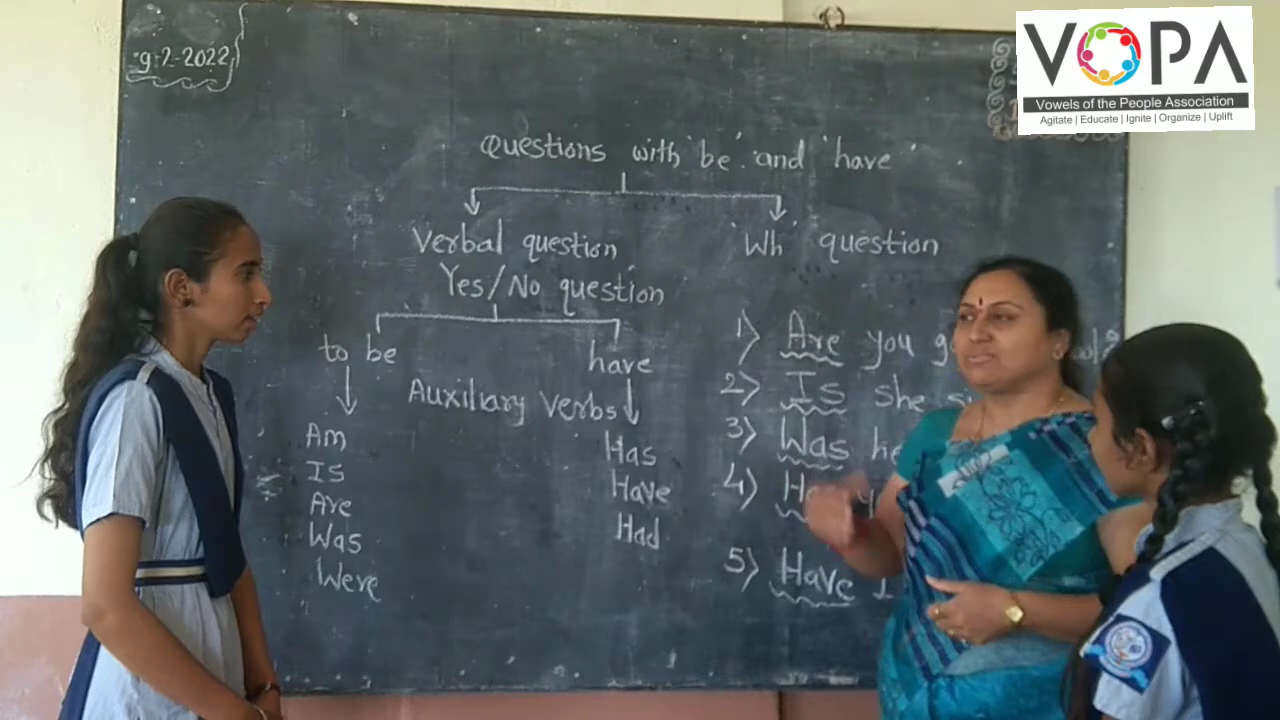 9-2-2022
VOPA
Vowels of the People Association
Agitate | Educate | Ignite | Organize | Uplift
Questions with 'be' and 'have'
Verbal question
'Wh' question
Yes/No question
to be
have
Auxiliary Verbs
Am
Is
Are
Was
Were
Has
Have
Had
1) Are you
2) Is she
3) Was he
4)
5) Have I